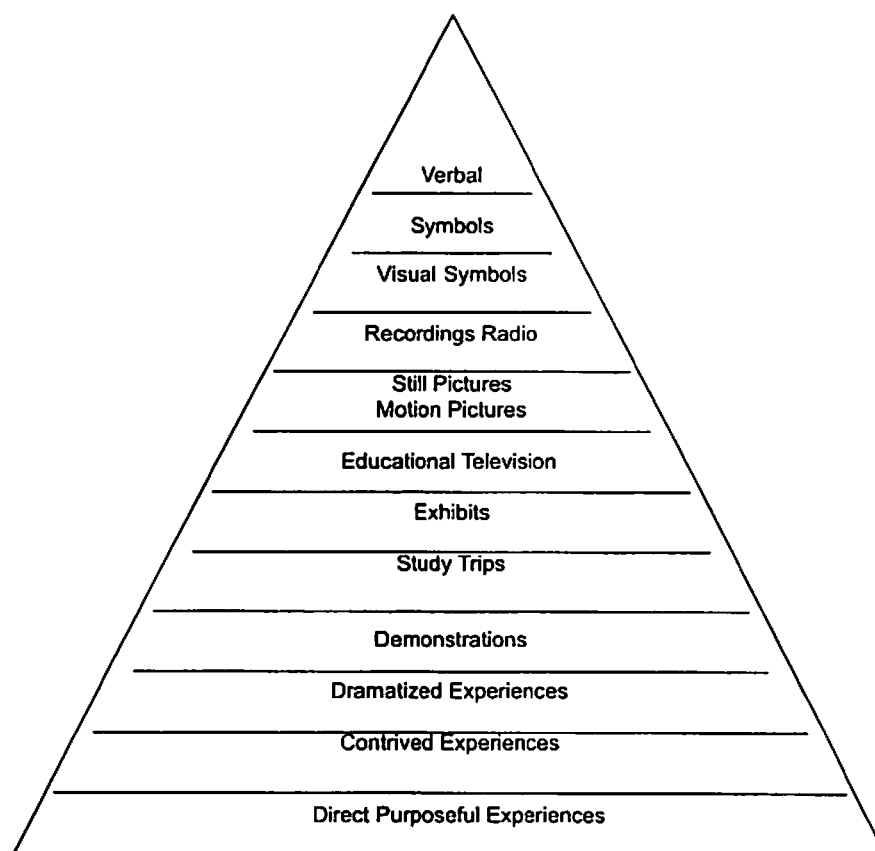 Verbal
Symbols
Visual Symbols
Recordings Radio
Still Pictures
Motion Pictures
Educational Television
Exhibits
Study Trips
Demonstrations
Dramatized Experiences
Contrived Experiences
Direct Purposeful Experiences